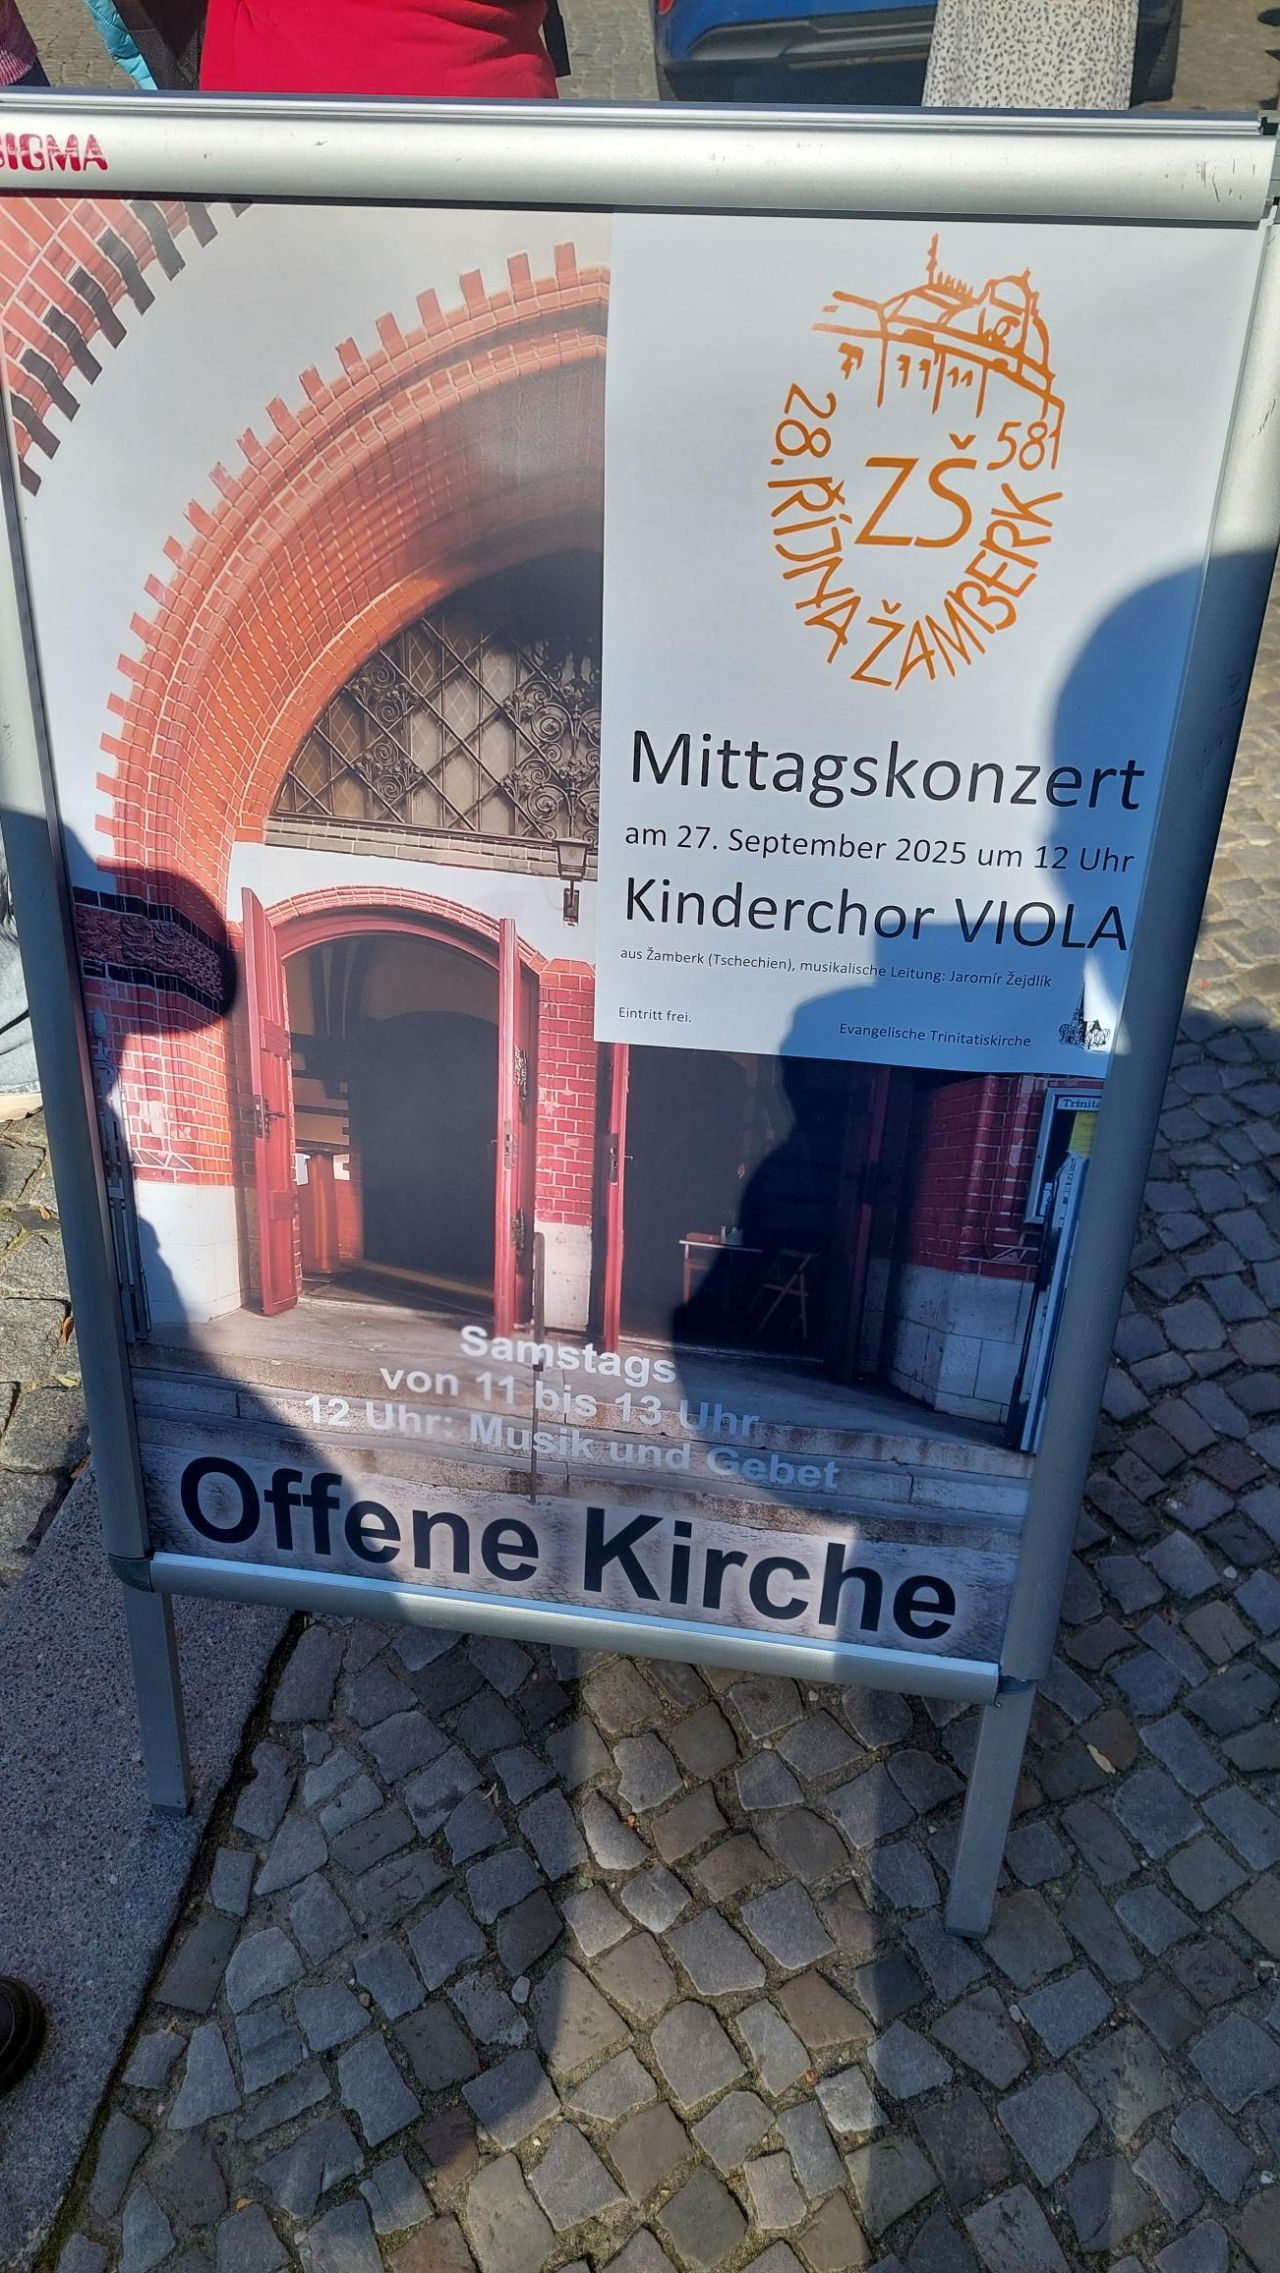 SIGMA
28. ŘÍJNA ŽAMBERK 581
ZŠ
Mittagskonzert
am 27. September 2025 um 12 Uhr
Kinderchor VIOLA
aus Žamberk (Tschechien), musikalische Leitung: Jaromír Žejdlík
Eintritt frei.
Evangelische Trinitatiskirche
Samstags
von 11 bis 13 Uhr
12 Uhr: Musik und Gebet
Offene Kirche